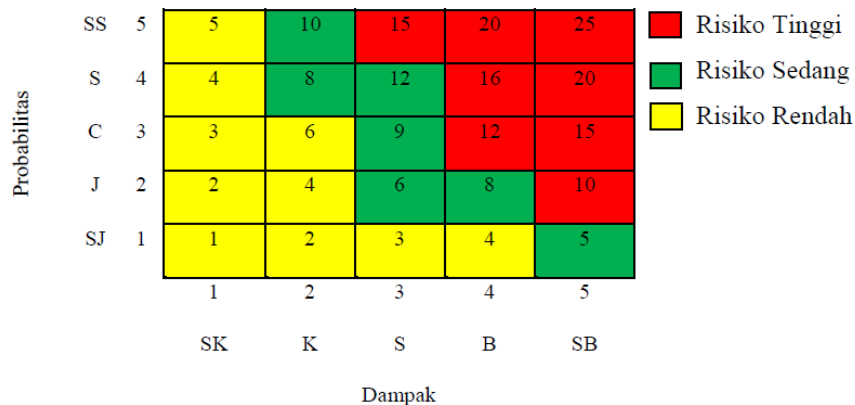 SS 5 5 10 15 20 25
S 4 4 8 12 16 20
C 3 3 6 9 12 15
J 2 2 4 6 8 10
SJ 1 1 2 3 4 5
1 2 3 4 5
SK K S B SB
Dampak
Probabilitas
Risiko Tinggi
Risiko Sedang
Risiko Rendah